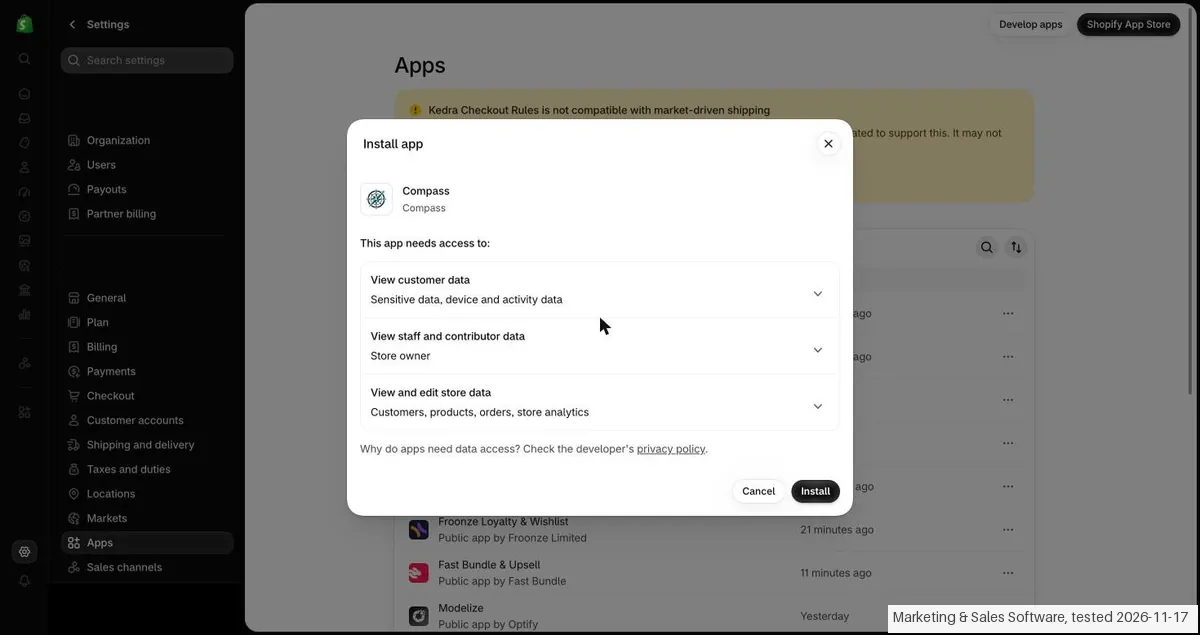 Settings
Develop apps
Shopify App Store
Search settings
Apps
Kedra Checkout Rules is not compatible with market-driven shipping
ated to support this. It may not
Install app
Compass
Compass
This app needs access to:
View customer data
Sensitive data, device and activity data
View staff and contributor data
Store owner
View and edit store data
Customers, products, orders, store analytics
Why do apps need data access? Check the developer's privacy policy.
Cancel
Install
Organization
Users
Payouts
Partner billing
General
Plan
Billing
Payments
Checkout
Customer accounts
Shipping and delivery
Taxes and duties
Locations
Markets
Apps
Sales channels
ago
ago
ago
Froonze Loyalty & Wishlist
Public app by Froonze Limited
21 minutes ago
Fast Bundle & Upsell
Public app by Fast Bundle
11 minutes ago
Modelize
Public app by Optify
Yesterday
Marketing & Sales Software, tested 2026-11-17